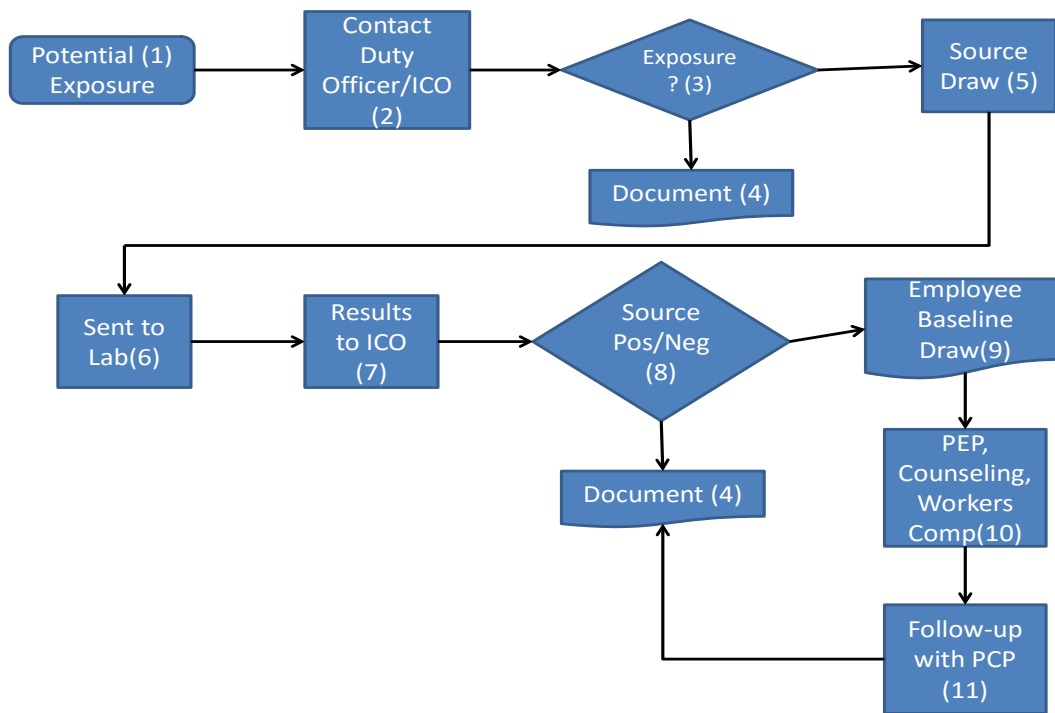 Potential (1)
Exposure
Contact
Duty
Officer/ICO
(2)
Exposure
? (3)
Source
Draw (5)
Document (4)
Sent to
Lab(6)
Results
to ICO
(7)
Source
Pos/Neg
(8)
Employee
Baseline
Draw(9)
Document (4)
PEP,
Counseling,
Workers
Comp(10)
Follow-up
with PCP
(11)